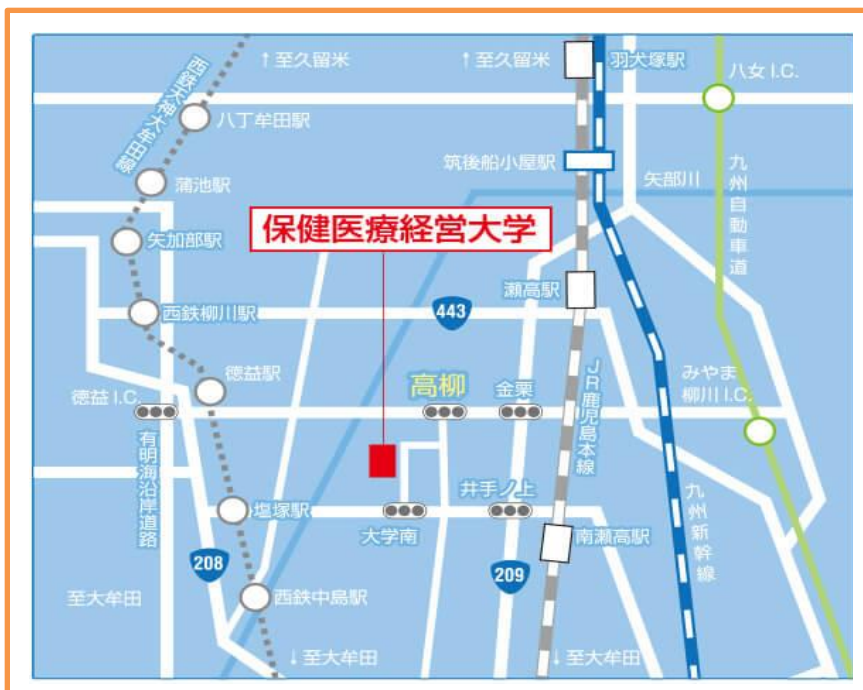 ↑至久留米
↑至久留米
羽犬塚駅
八女I.C.
西鉄天神大牟田線
八丁牟田駅
筑後船小屋駅
九州自動車道
蒲池駅
矢部川
保健医療経営大学
矢加部駅
瀬高駅
西鉄柳川駅
443
徳益駅
高柳
金栗
JR鹿児島本線
みやま
柳川I.C.
徳益I.C.
有明海沿岸道路
井手ノ上
塩塚駅
大学南
南瀬高駅
九州新幹線
208
209
至大牟田
西鉄中島駅
↓至大牟田
↓至大牟田